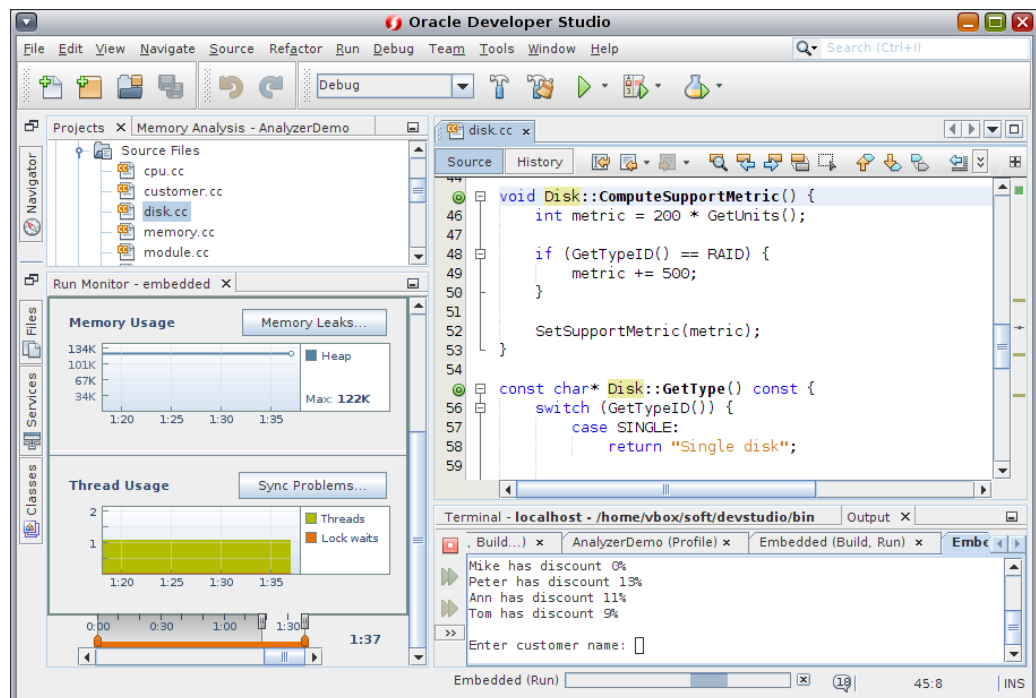 Oracle Developer Studio
File Edit View Navigate Source Refactor Run Debug Team Tools Window Help
Search (Ctrl+I)
Debug
Projects X Memory Analysis - AnalyzerDemo
Navigator
Source Files
cpu.cc
customer.cc
disk.cc
memory.cc
module.cc
Run Monitor - embedded X
Files
Services
Classes
Memory Usage
Memory Leaks...
134K
101K
67K
34K
1:20 1:25 1:30 1:35
Heap
Max: 122K
Thread Usage
Sync Problems...
2
1
1:20 1:25 1:30 1:35
Threads
Lock waits
0:00 0:30 1:00 1:30
1:37
disk.cc x
Source History
44
void Disk::ComputeSupportMetric() {
46 int metric = 200 * GetUnits();
47
48 if (GetTypeID() == RAID) {
49 metric += 500;
50 }
51
52 SetSupportMetric(metric);
53 }
54
const char* Disk::GetType() const {
56 switch (GetTypeID()) {
57 case SINGLE:
58 return "Single disk";
59
Terminal - localhost - /home/vbox/soft/devstudio/bin Output X
, Build...) x AnalyzerDemo (Profile) x Embedded (Build, Run) x Embe
Mike has discount 0%
Peter has discount 13%
Ann has discount 11%
Tom has discount 9%
Enter customer name:
Embedded (Run) 18 45:8 INS